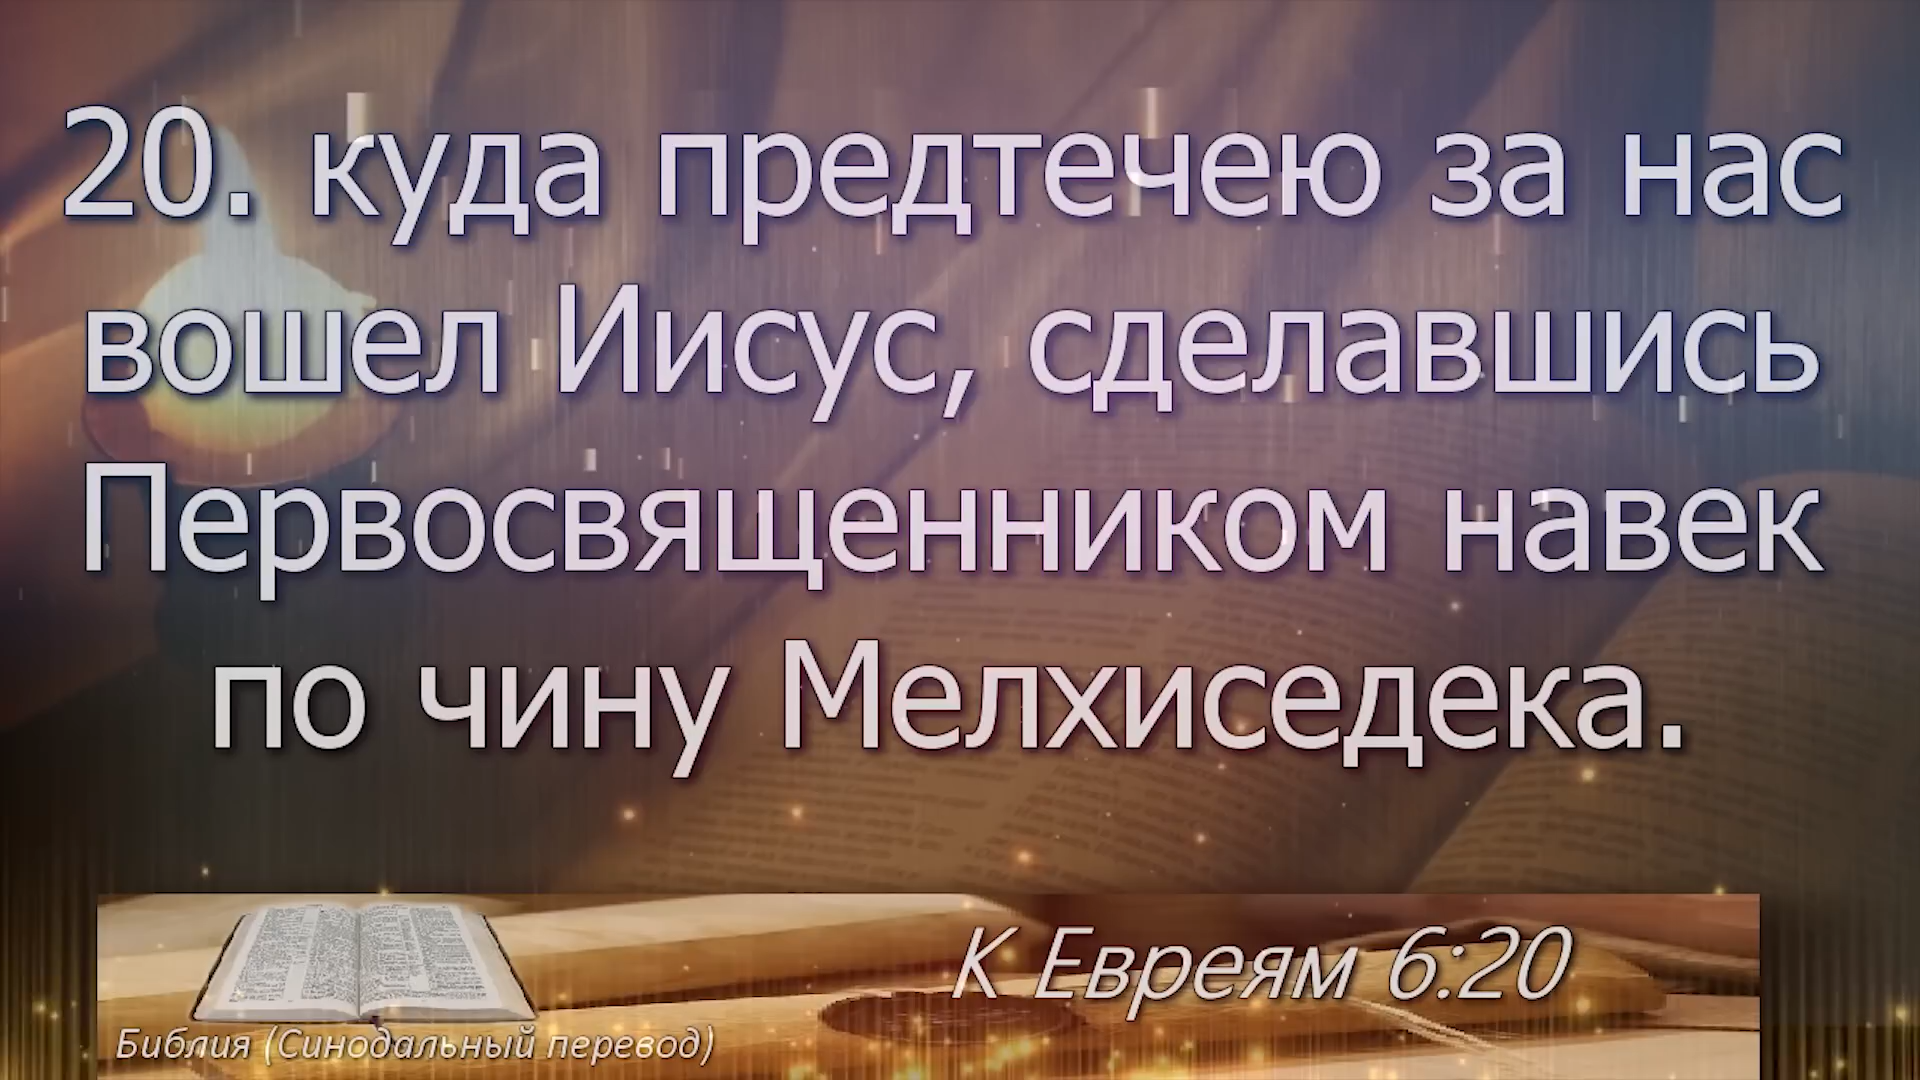 20. куда предтечею за нас
вошел Иисус, сделавшись
Первосвященником навек
по чину Мелхиседека.
К Евреям 6:20
Библия (Синодальный перевод)